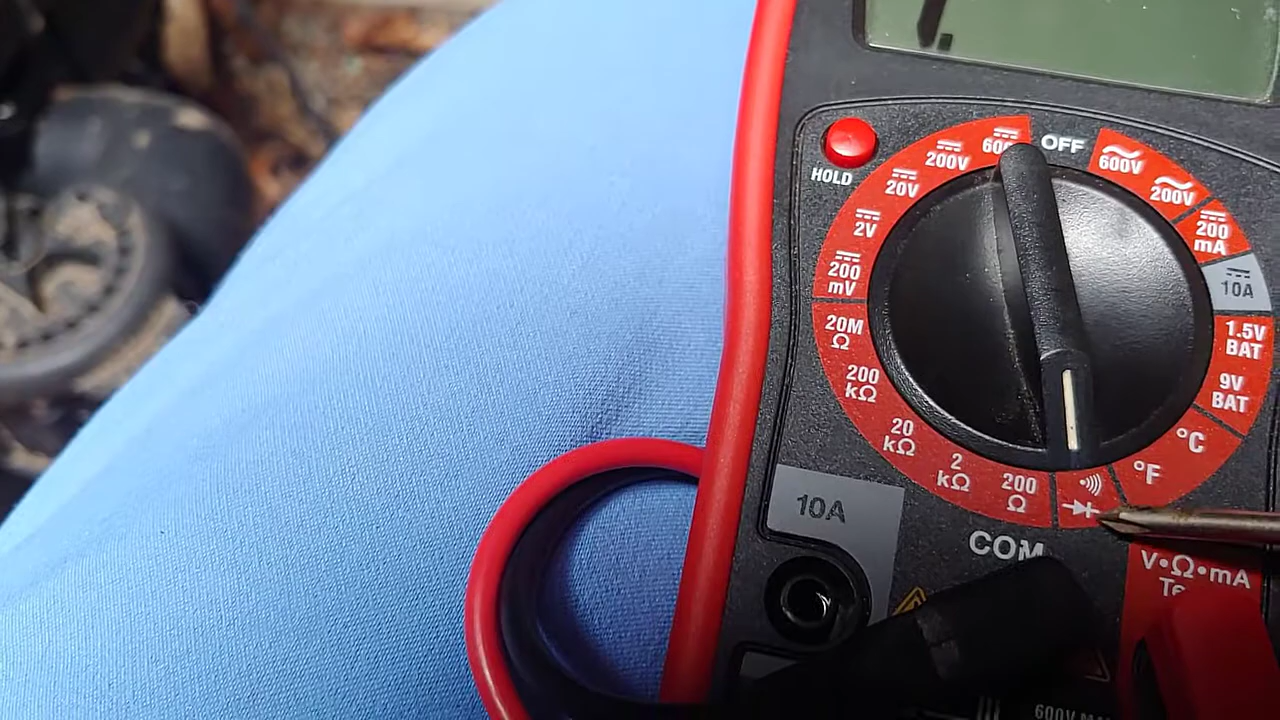 1.
HOLD
OFF
600V
200V
200
mA
10A
1.5V
BAT
9V
BAT
°C
°F
200
Ω
2
kΩ
20
kΩ
200
kΩ
20M
Ω
200
mV
2V
20V
200V
10A
COM
V•Ω•mA
600V